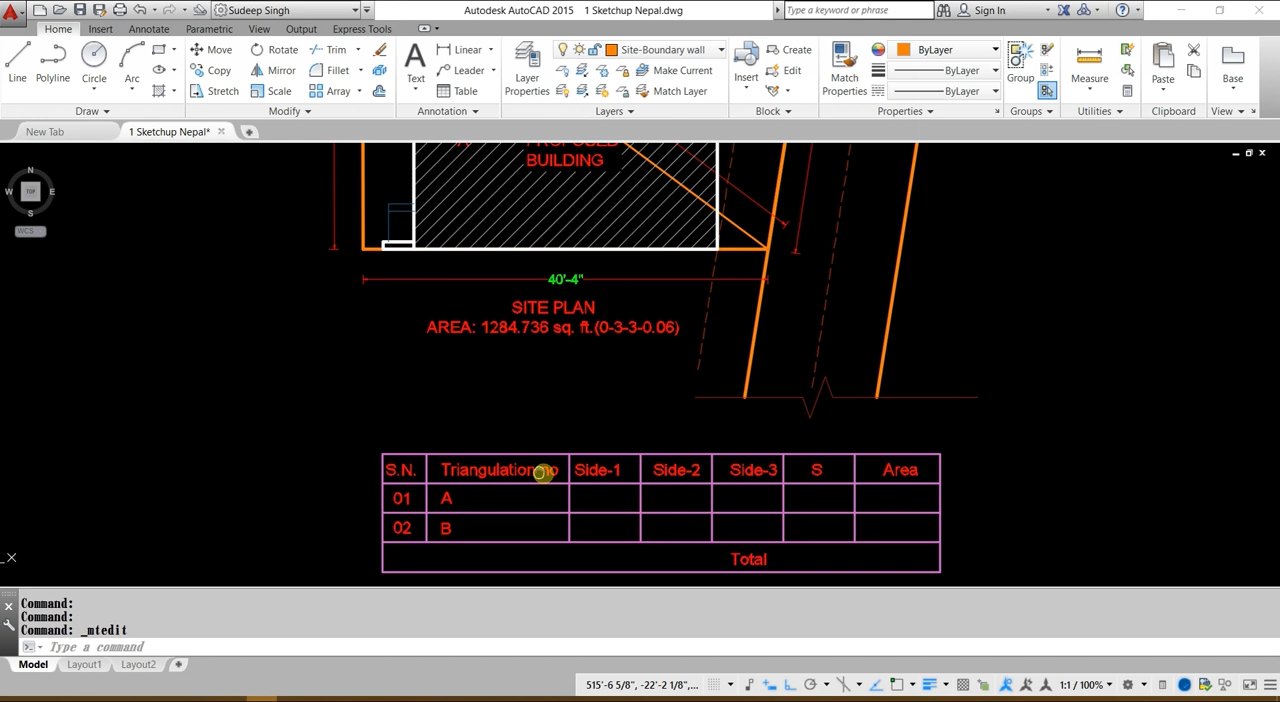 Sudeep Singh
Autodesk AutoCAD 2015 1 Sketchup Nepal.dwg
Type a keyword or phrase
Sign In
Home Insert Annotate Parametric View Output Express Tools
Line Polyline Circle Arc
Move Rotate Trim
Copy Mirror Fillet
Stretch Scale Array
Text
Linear
Leader
Table
Layer Properties
Site-Boundary wall
Make Current
Match Layer
Insert
Create
Edit
Match Properties
ByLayer
ByLayer
ByLayer
Group
Measure
Paste
Base
Draw Modify Annotation Layers Block Properties Groups Utilities Clipboard View
New Tab 1 Sketchup Nepal*
N
W TOP E
S
WCS
PROPOSED
BUILDING
40'-4"
SITE PLAN
AREA: 1284.736 sq. ft.(0-3-3-0.06)
S.N. Triangulation no Side-1 Side-2 Side-3 S Area
01 A
02 B
Total
Command:
Command:
Command: _mtedit
Type a command
Model Layout1 Layout2
515'-6 5/8", -22'-2 1/8",...
1:1 / 100%